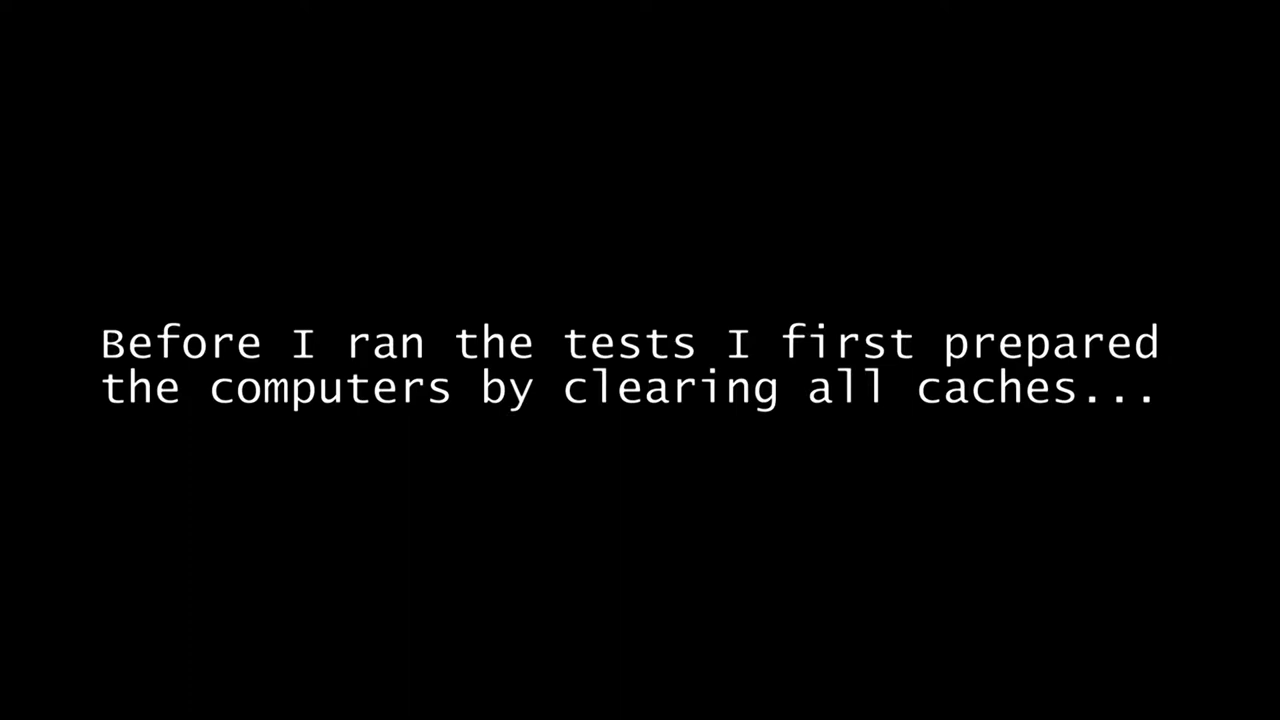 Before I ran the tests I first prepared
the computers by clearing all caches...